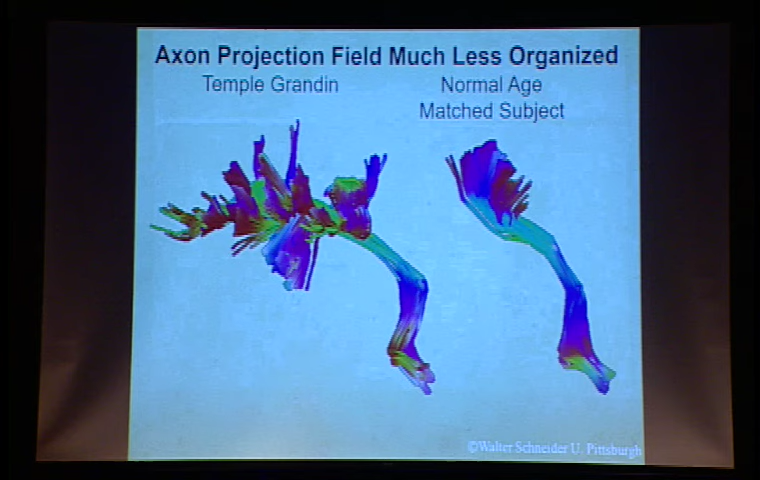 Axon Projection Field Much Less Organized
Temple Grandin
Normal Age
Matched Subject
©Walter Schneider U. Pittsburgh